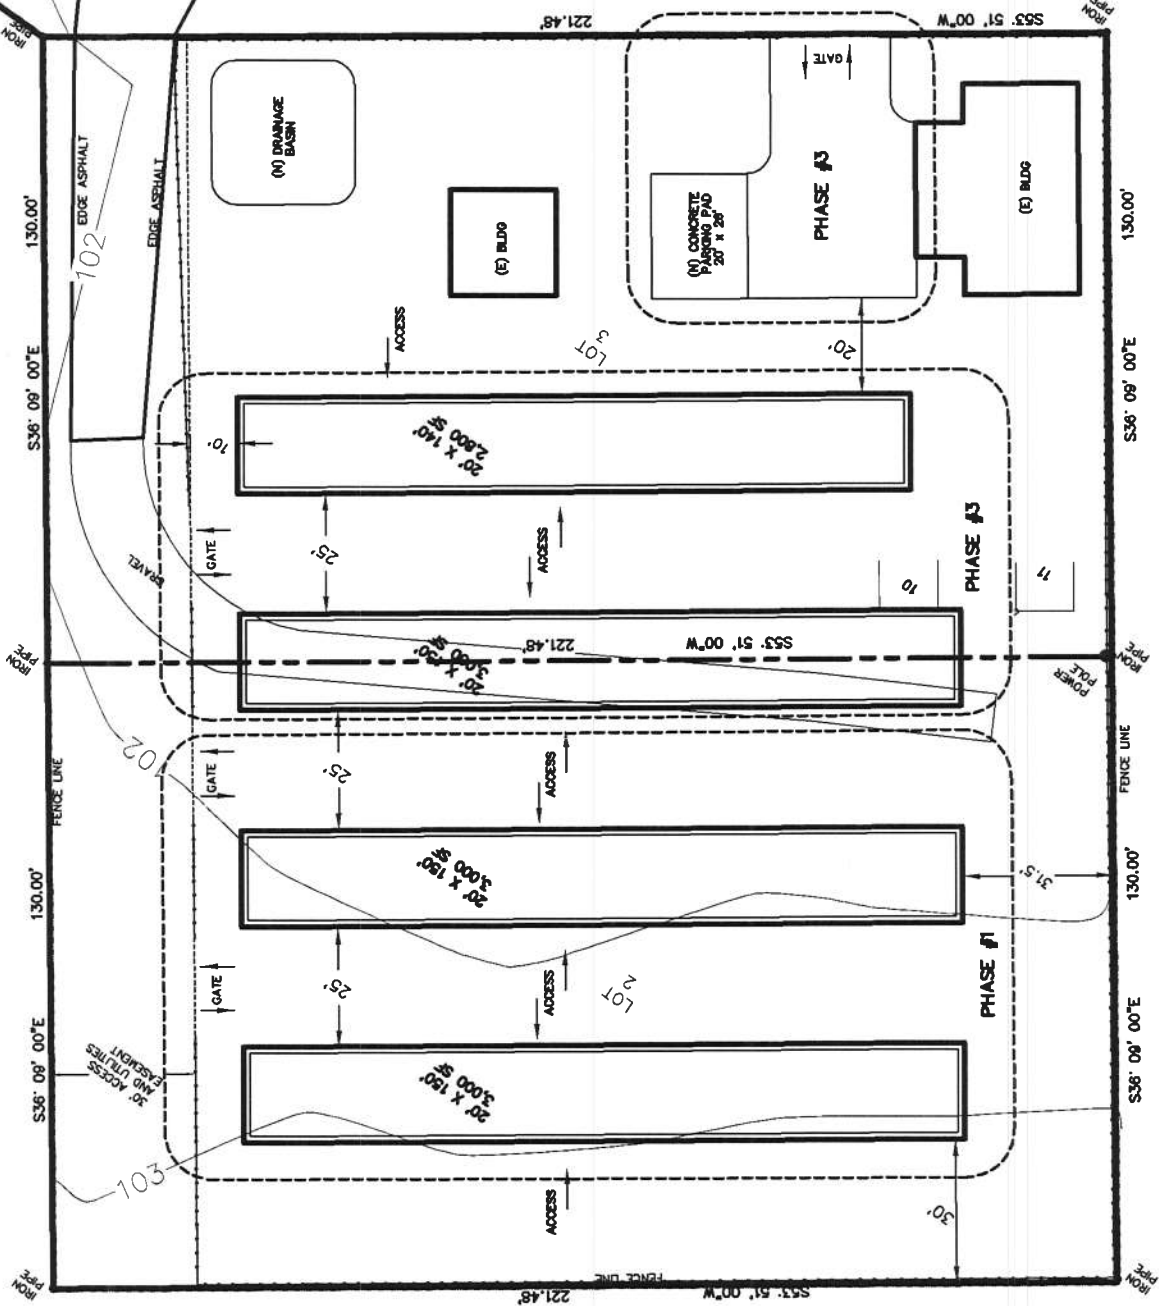 IRON
PIPE
221.48'
S53° 51' 00"W
IRON
PIPE
GATE
(N) DRAINAGE
BASIN
EDGE ASPHALT
EDGE ASPHALT
130.00'
S36° 09' 00"E
102
(E) BLDG
(N) CONCRETE
PARKING PAD
20' x 26'
PHASE #3
(E) BLDG
130.00'
S36° 09' 00"E
ACCESS
LOT
3
20'
10'
20' X 140'
2,800 SF
GATE
25'
ACCESS
PHASE #3
GRAVEL
10
11
IRON
PIPE
20' X 150'
3,000 SF
221.48'
S53° 51' 00"W
IRON
PIPE
POWER
POLE
102
GATE
25'
ACCESS
FENCE LINE
FENCE LINE
20' X 150'
3,000 SF
31.5'
130.00'
S36° 09' 00"E
130.00'
S36° 09' 00"E
GATE
25'
ACCESS
LOT
2
PHASE #1
30' ACCESS
AND UTILITIES
EASEMENT
20' X 150'
3,000 SF
103
ACCESS
30'
IRON
PIPE
FENCE LINE
221.48'
S53° 51' 00"W
IRON
PIPE